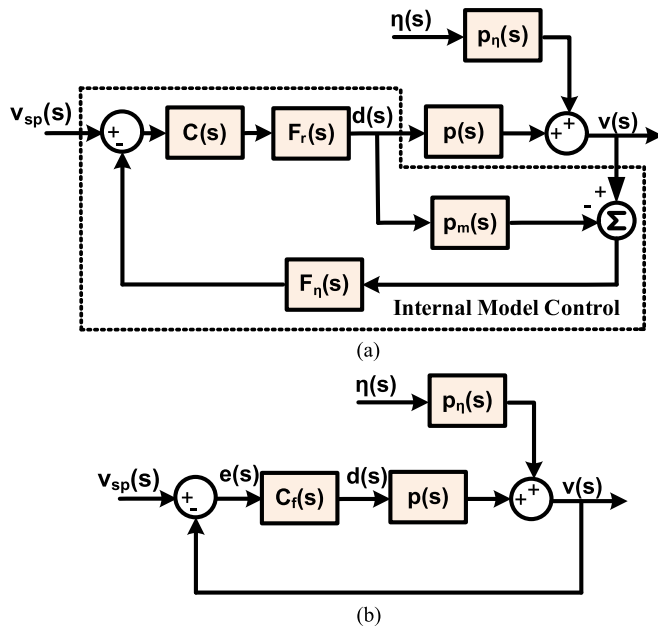 η(s)
pη(s)
vsp(s)
+
-
C(s)
Fr(s)
d(s)
p(s)
+
+
v(s)
+
-
pm(s)
Σ
Fη(s)
Internal Model Control
(a)
η(s)
pη(s)
vsp(s)
+
-
e(s)
Cf(s)
d(s)
p(s)
+
+
v(s)
(b)